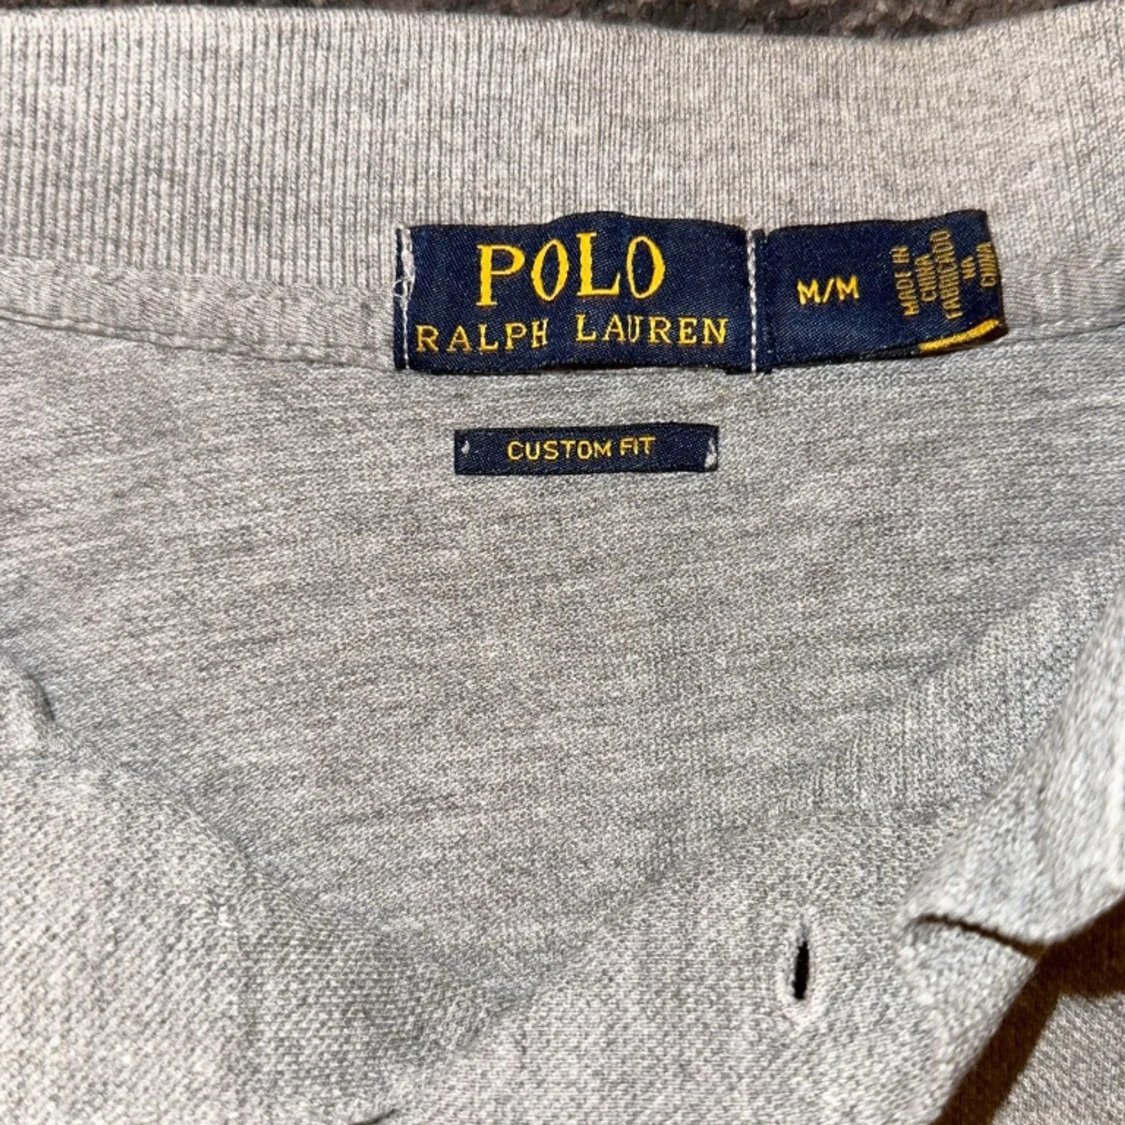 POLO
RALPH LAUREN
M/M
MADE IN
CHINA
FABRICADO
EN
CHINA
CUSTOM FIT